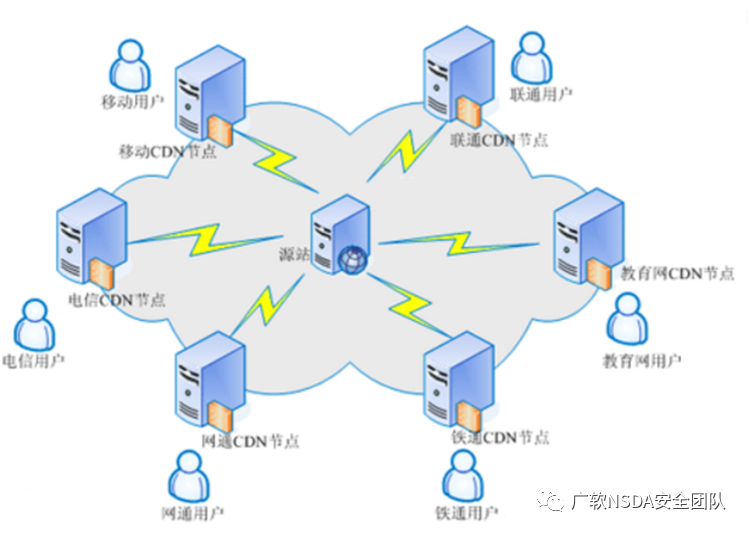 移动用户
联通用户
移动CDN节点
联通CDN节点
源站
教育网CDN节点
电信CDN节点
电信用户
教育网用户
网通CDN节点
铁通CDN节点
网通用户
铁通用户
广软NSDA安全团队